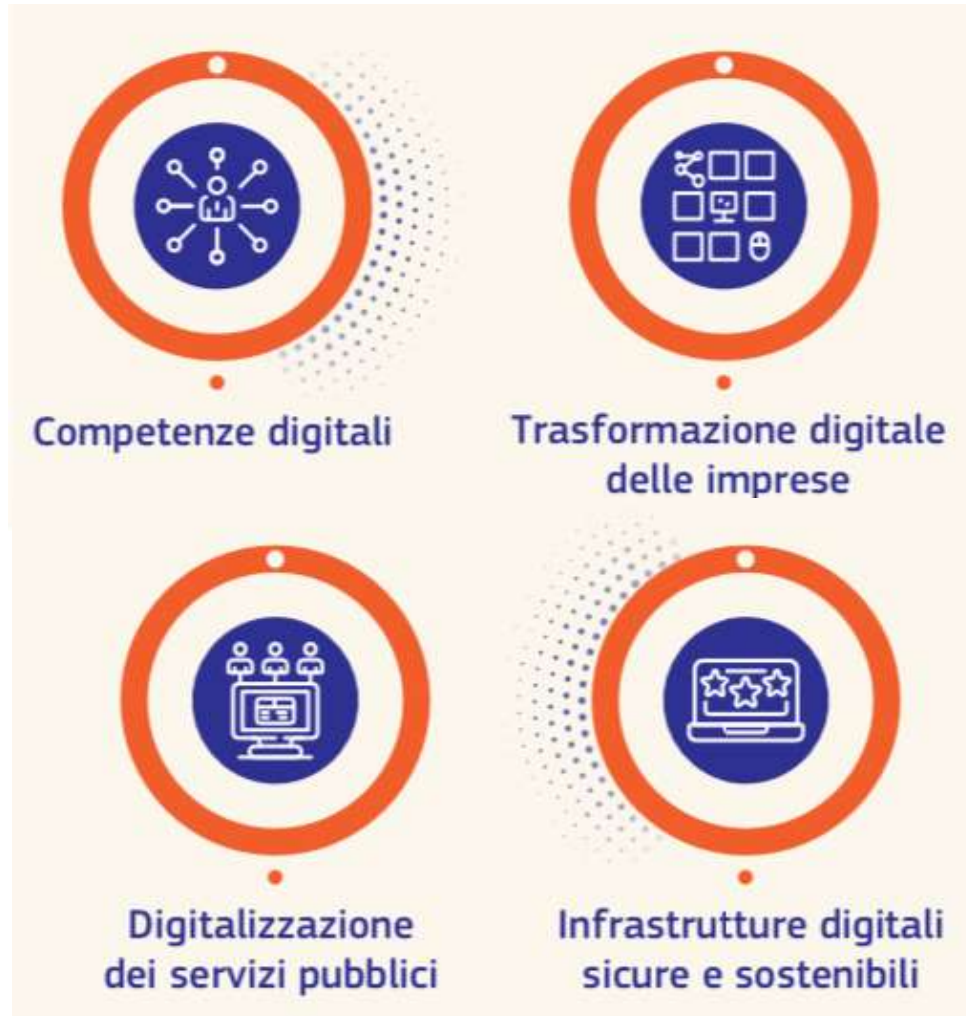 Competenze digitali
Trasformazione digitale
delle imprese
Digitalizzazione
dei servizi pubblici
Infrastrutture digitali
sicure e sostenibili